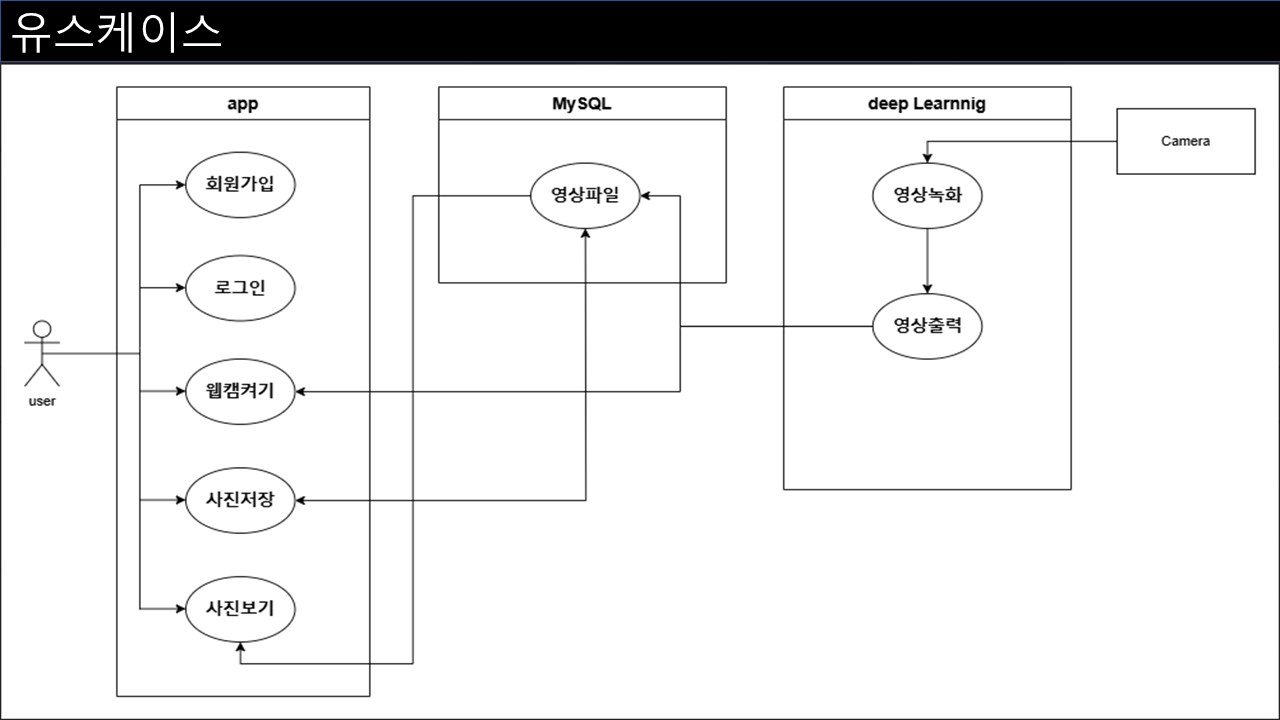 유스케이스
app
회원가입
로그인
웹캠켜기
사진저장
사진보기
user
MySQL
영상파일
deep Learnnig
영상녹화
영상출력
Camera